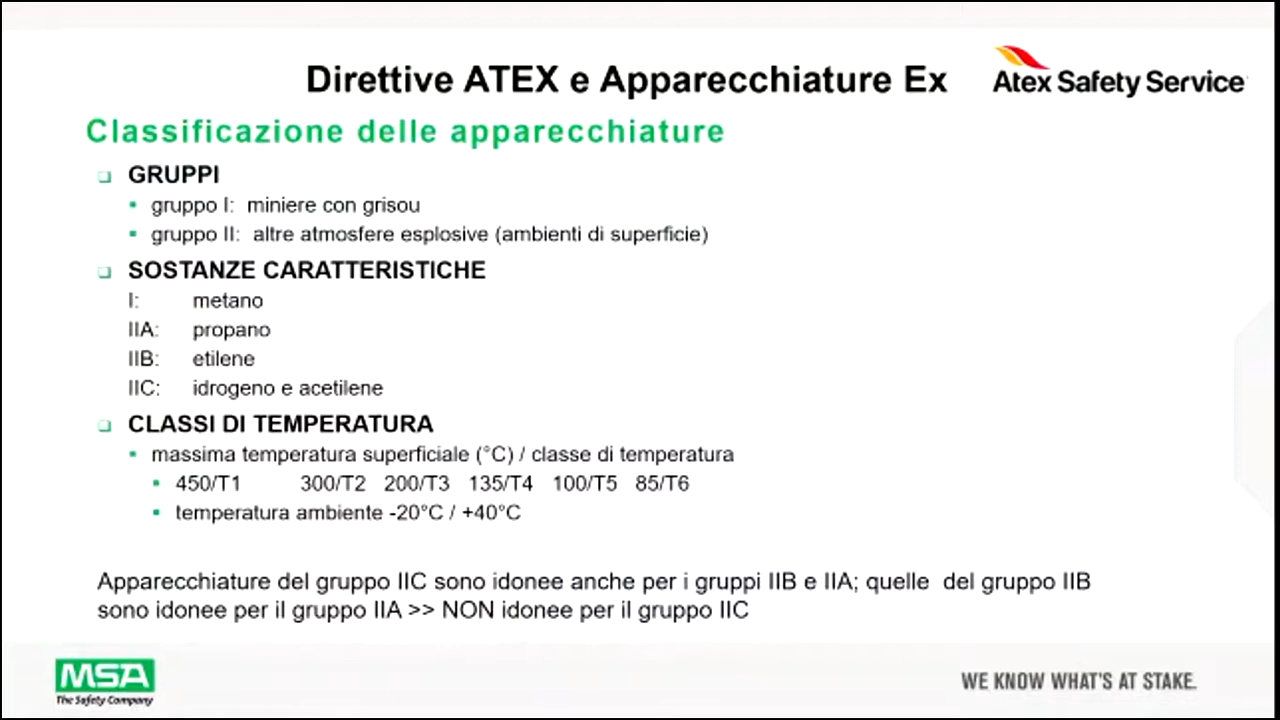 Direttive ATEX e Apparecchiature Ex
Atex Safety Service
Classificazione delle apparecchiature
GRUPPI
gruppo I: miniere con grisou
gruppo II: altre atmosfere esplosive (ambienti di superficie)
SOSTANZE CARATTERISTICHE
I: metano
IIA: propano
IIB: etilene
IIC: idrogeno e acetilene
CLASSI DI TEMPERATURA
massima temperatura superficiale (°C) / classe di temperatura
450/T1 300/T2 200/T3 135/T4 100/T5 85/T6
temperatura ambiente -20°C / +40°C
Apparecchiature del gruppo IIC sono idonee anche per i gruppi IIB e IIA; quelle del gruppo IIB
sono idonee per il gruppo IIA >> NON idonee per il gruppo IIC
MSA
The Safety Company
WE KNOW WHAT'S AT STAKE.